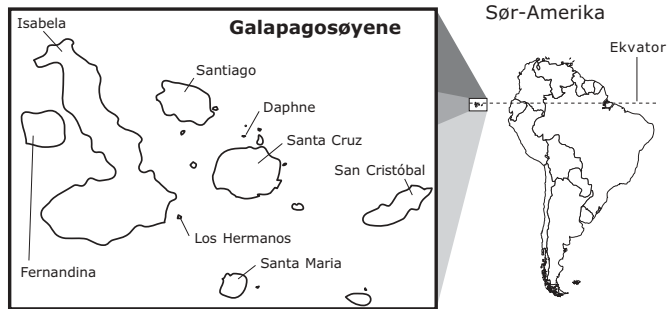 Isabela
Galapagosøyene
Sør-Amerika
Ekvator
Santiago
Daphne
Santa Cruz
San Cristóbal
Los Hermanos
Santa Maria
Fernandina